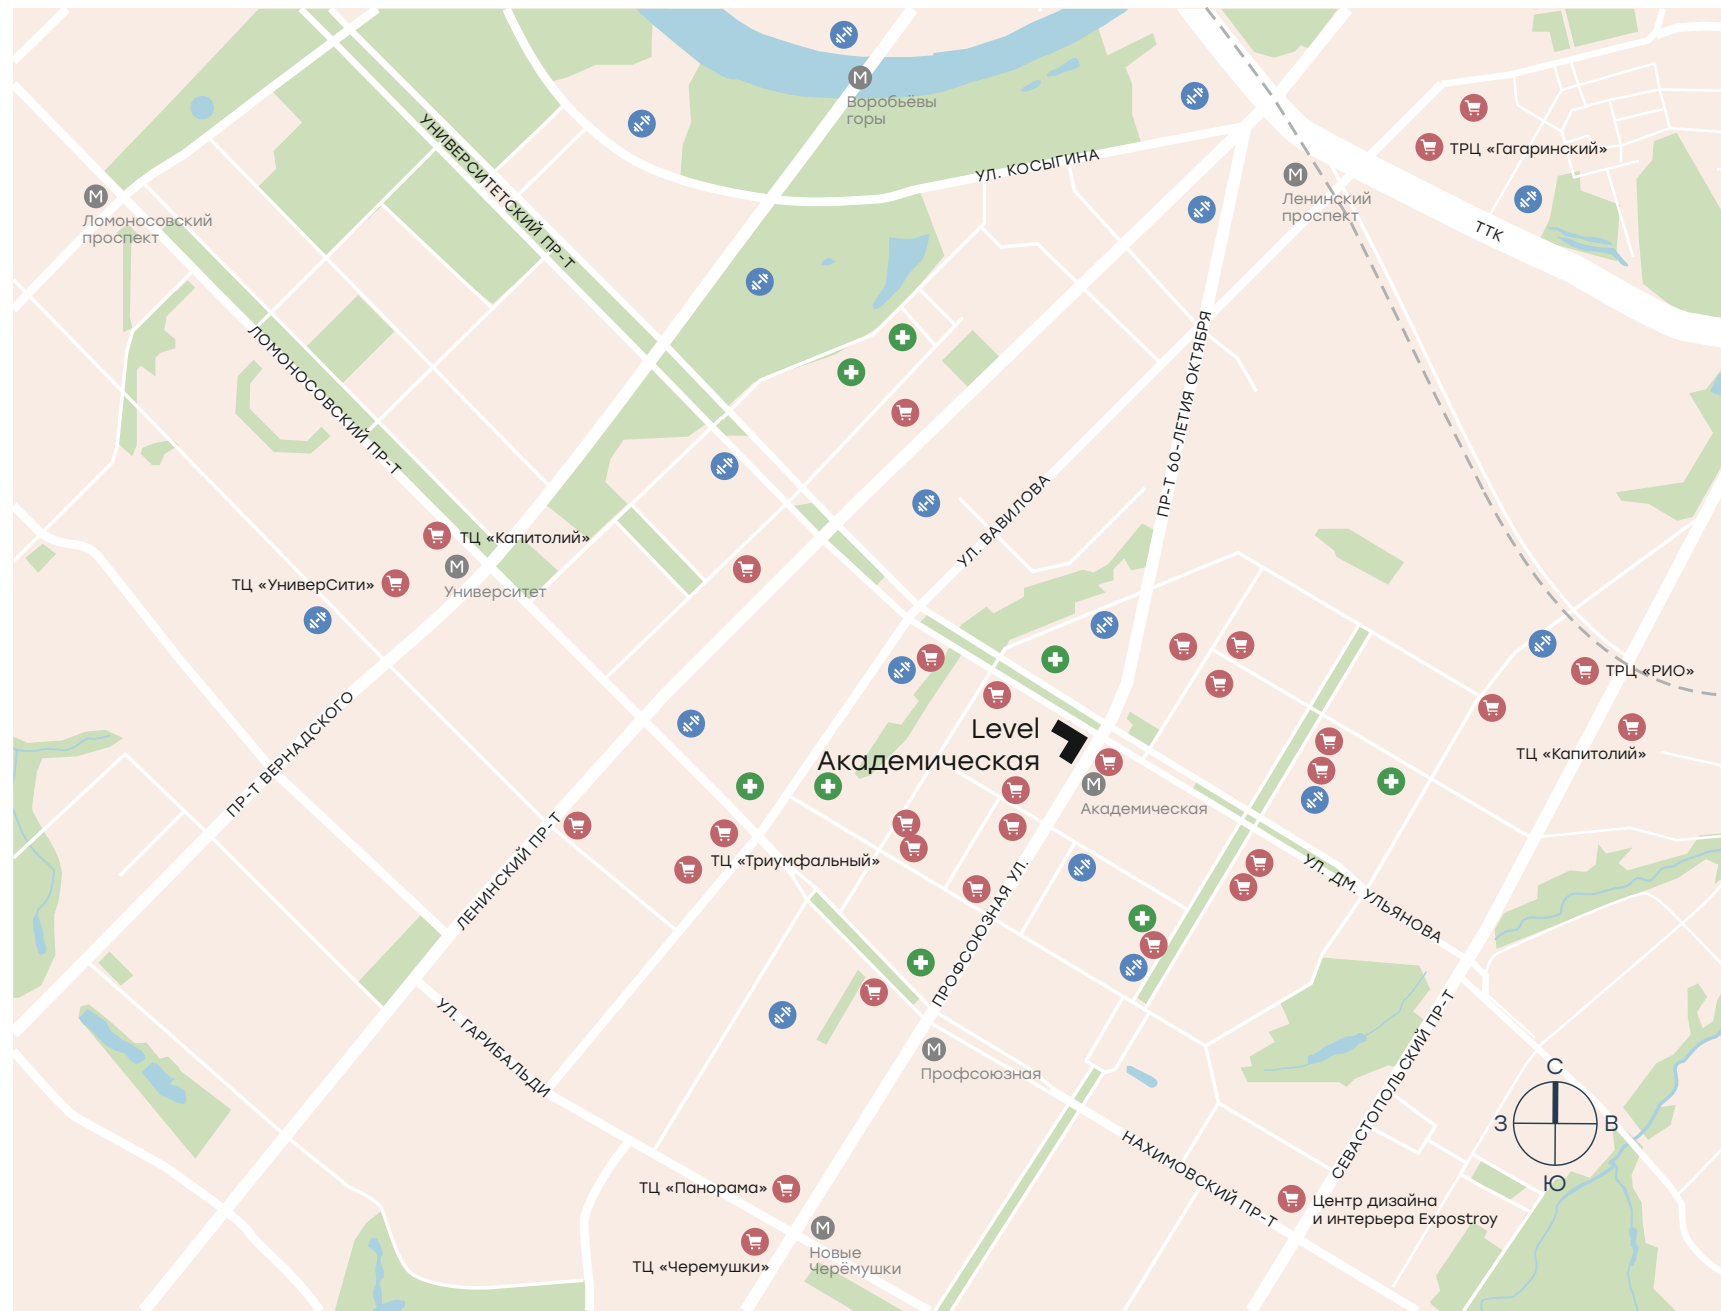 Воробьёвы
горы
УНИВЕРСИТЕТСКИЙ ПР-Т
УЛ. КОСЫГИНА
ТРЦ «Гагаринский»
М
Ломоносовский
проспект
М
Ленинский
проспект
М
ТТК
ЛОМОНОСОВСКИЙ ПР-Т
ПР-Т 60-ЛЕТИЯ ОКТЯБРЯ
УЛ. ВАВИЛОВА
ТЦ «Капитолий»
ТЦ «УниверСити»
М
Университет
ТРЦ «РИО»
ТЦ «Капитолий»
Level
Академическая
М
Академическая
ПР-Т ВЕРНАДСКОГО
ЛЕНИНСКИЙ ПР-Т
ТЦ «Триумфальный»
УЛ. ДМ. УЛЬЯНОВА
ПРОФСОЮЗНАЯ УЛ.
УЛ. ГАРИБАЛЬДИ
М
Профсоюзная
СЕВАСТОПОЛЬСКИЙ ПР-Т
С
З
В
Ю
НАХИМОВСКИЙ ПР-Т
ТЦ «Панорама»
Центр дизайна
и интерьера Expostroy
М
Новые
Черёмушки
ТЦ «Черемушки»